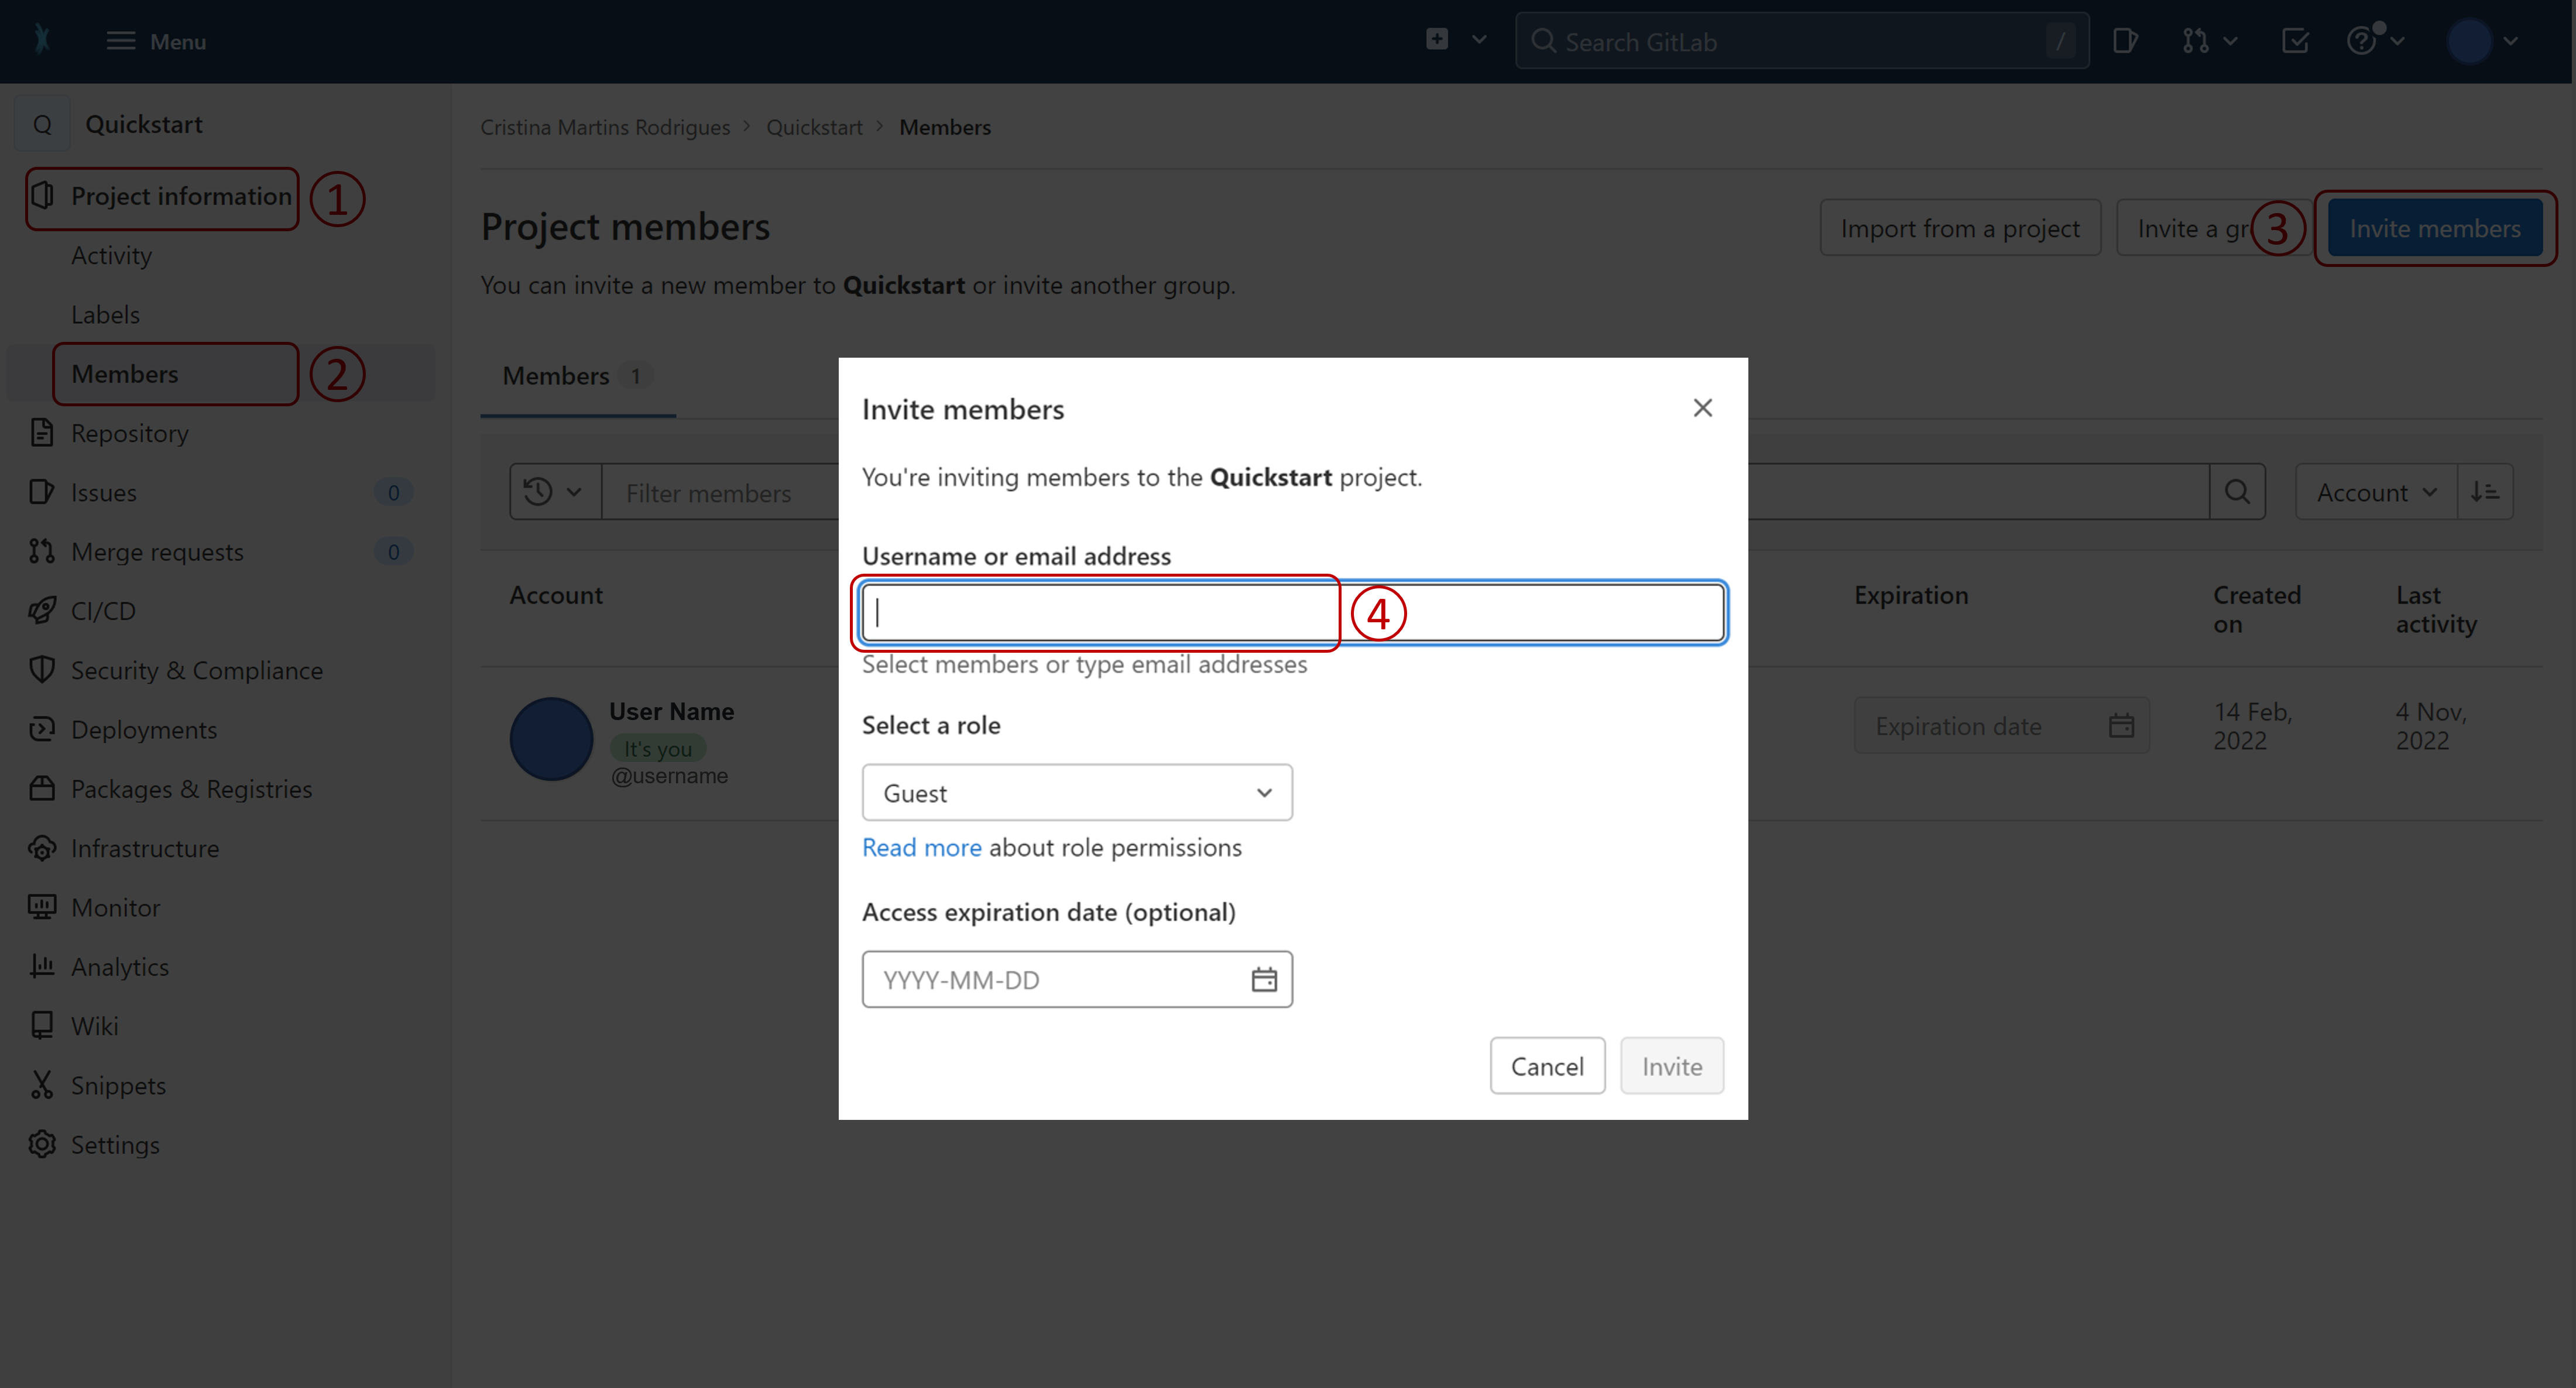 Menu
Search GitLab
/
Q Quickstart
Project information ①
Activity
Labels
Members ②
Repository
Issues 0
Merge requests 0
CI/CD
Security & Compliance
Deployments
Packages & Registries
Infrastructure
Monitor
Analytics
Wiki
Snippets
Settings
Cristina Martins Rodrigues > Quickstart > Members
Project members
Import from a project
Invite a gr
③
Invite members
You can invite a new member to Quickstart or invite another group.
Members 1
Filter members
Account
Account
Expiration
Created
on
Last
activity
User Name
It's you
@username
Expiration date
14 Feb,
2022
4 Nov,
2022
Invite members
You're inviting members to the Quickstart project.
Username or email address
④
Select members or type email addresses
Select a role
Guest
Read more about role permissions
Access expiration date (optional)
YYYY-MM-DD
Cancel
Invite